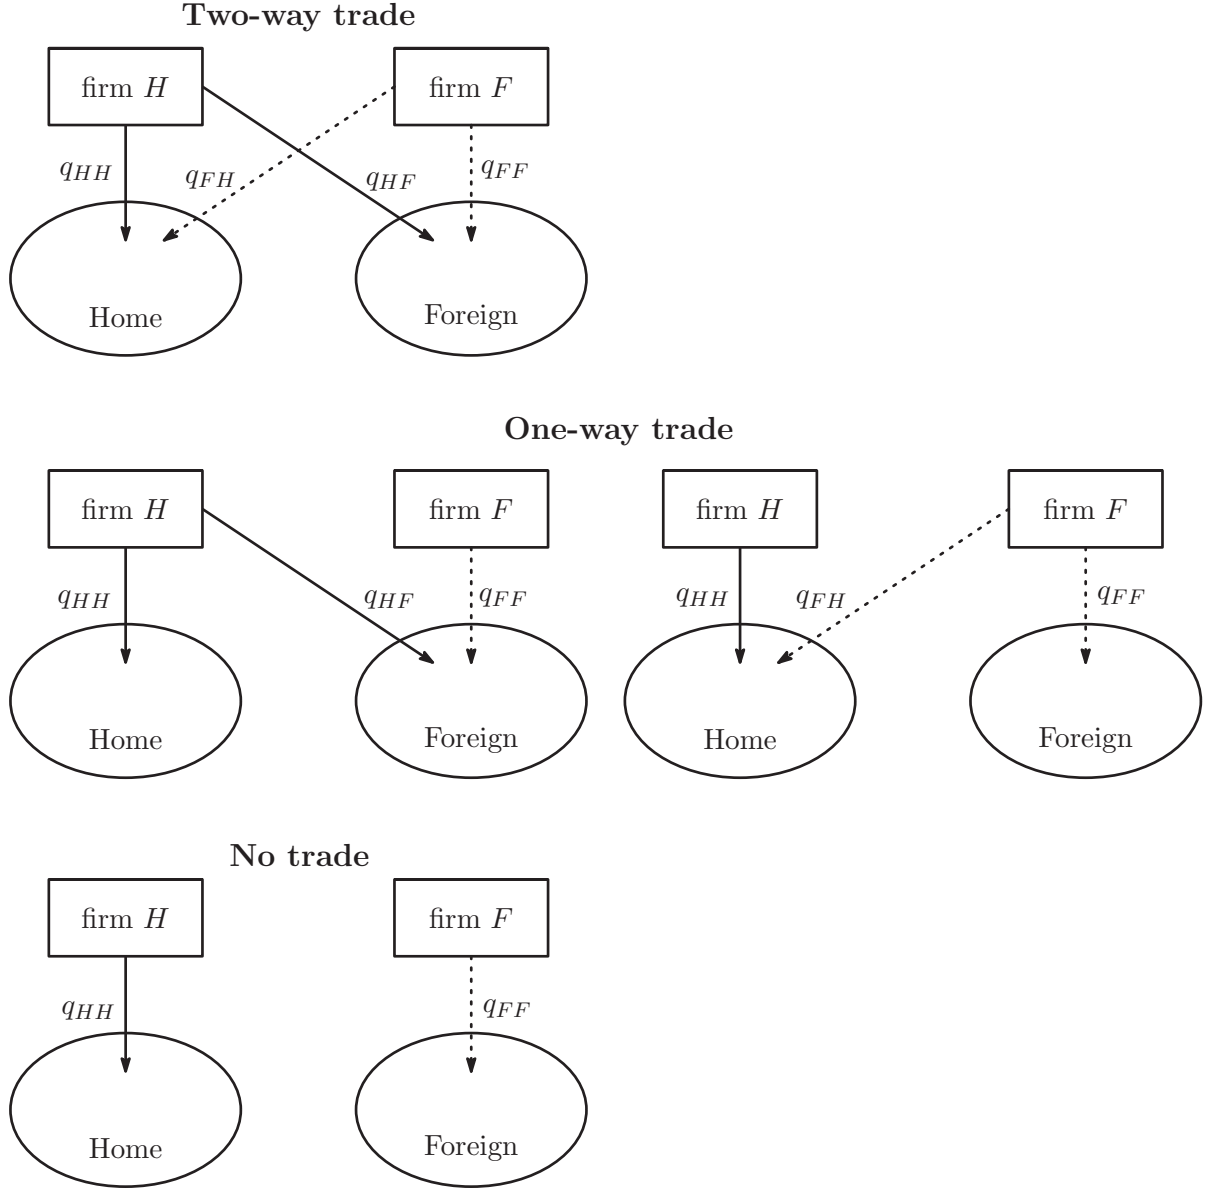 Two-way trade
firm H firm F
q_HH q_FH q_HF q_FF
Home Foreign
One-way trade
firm H firm F firm H firm F
q_HH q_HF q_FF q_HH q_FH q_FF
Home Foreign Home Foreign
No trade
firm H firm F
q_HH q_FF
Home Foreign